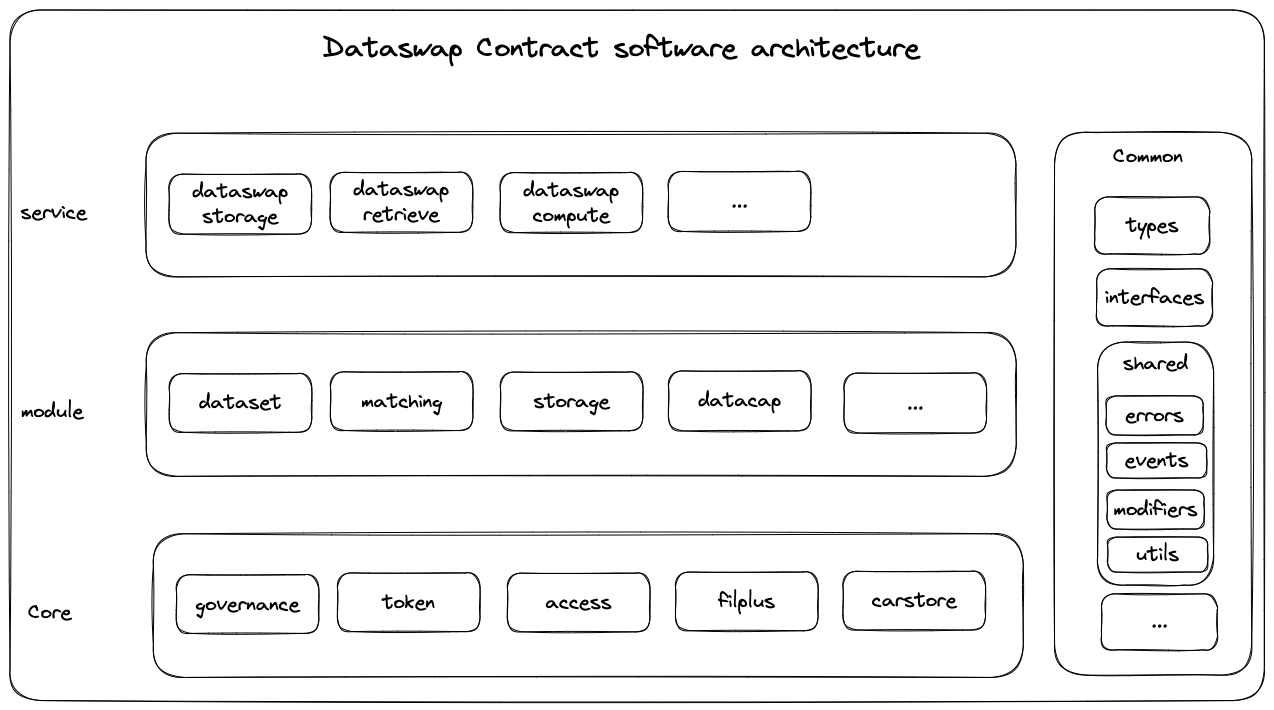 Dataswap Contract software architecture
service
dataswap
storage
dataswap
retrieve
dataswap
compute
...
module
dataset
matching
storage
datacap
...
Core
governance
token
access
filplus
carstore
Common
types
interfaces
shared
errors
events
modifiers
utils
...